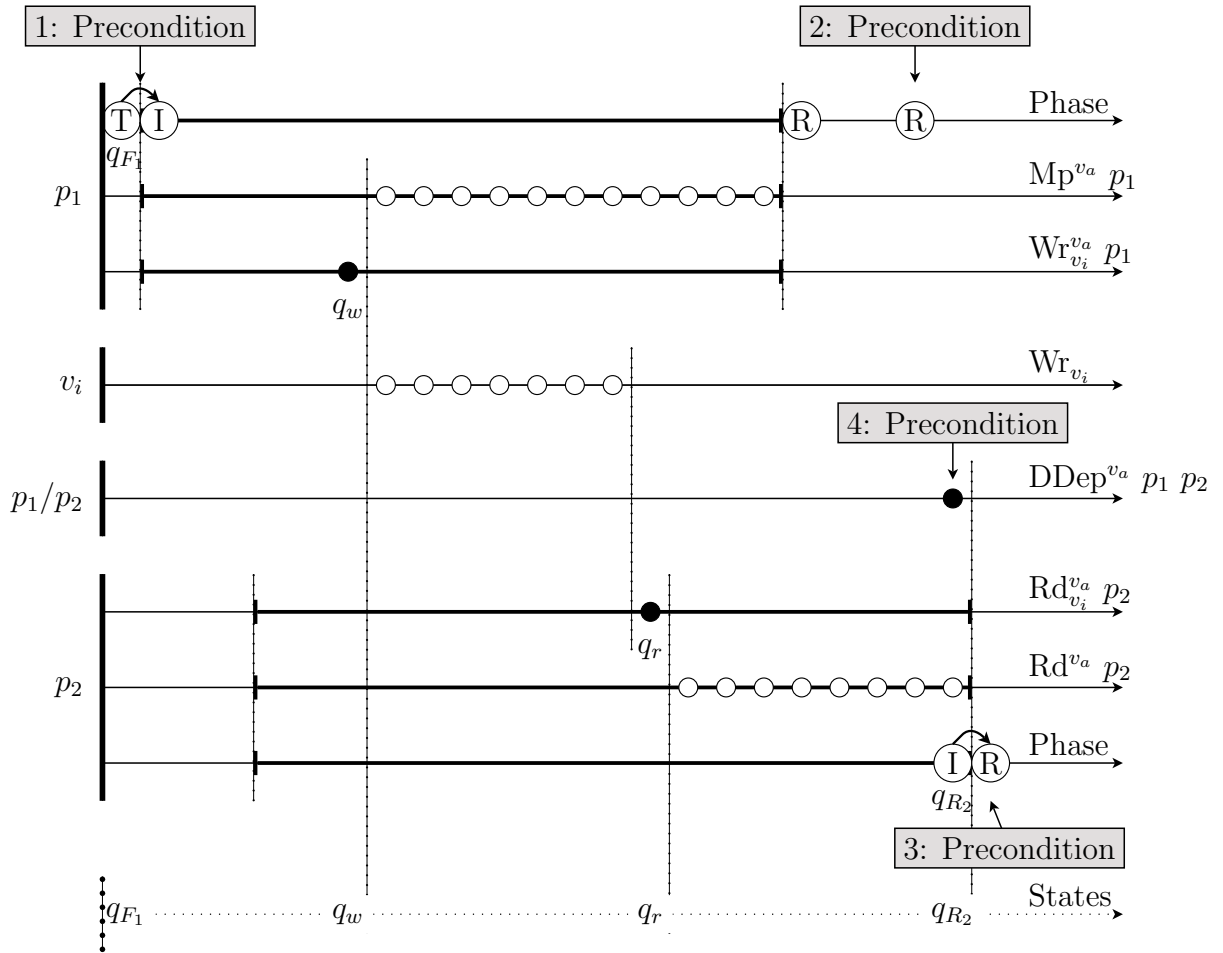 1: Precondition
2: Precondition
T I R R Phase
q_{F_1}
p_1
Mp^{v_a} p_1
Wr_{v_i}^{v_a} p_1
q_w
v_i
Wr_{v_i}
4: Precondition
p_1/p_2
DDep^{v_a} p_1 p_2
Rd_{v_i}^{v_a} p_2
q_r
p_2
Rd^{v_a} p_2
I R Phase
q_{R_2}
3: Precondition
States
q_{F_1} q_w q_r q_{R_2}